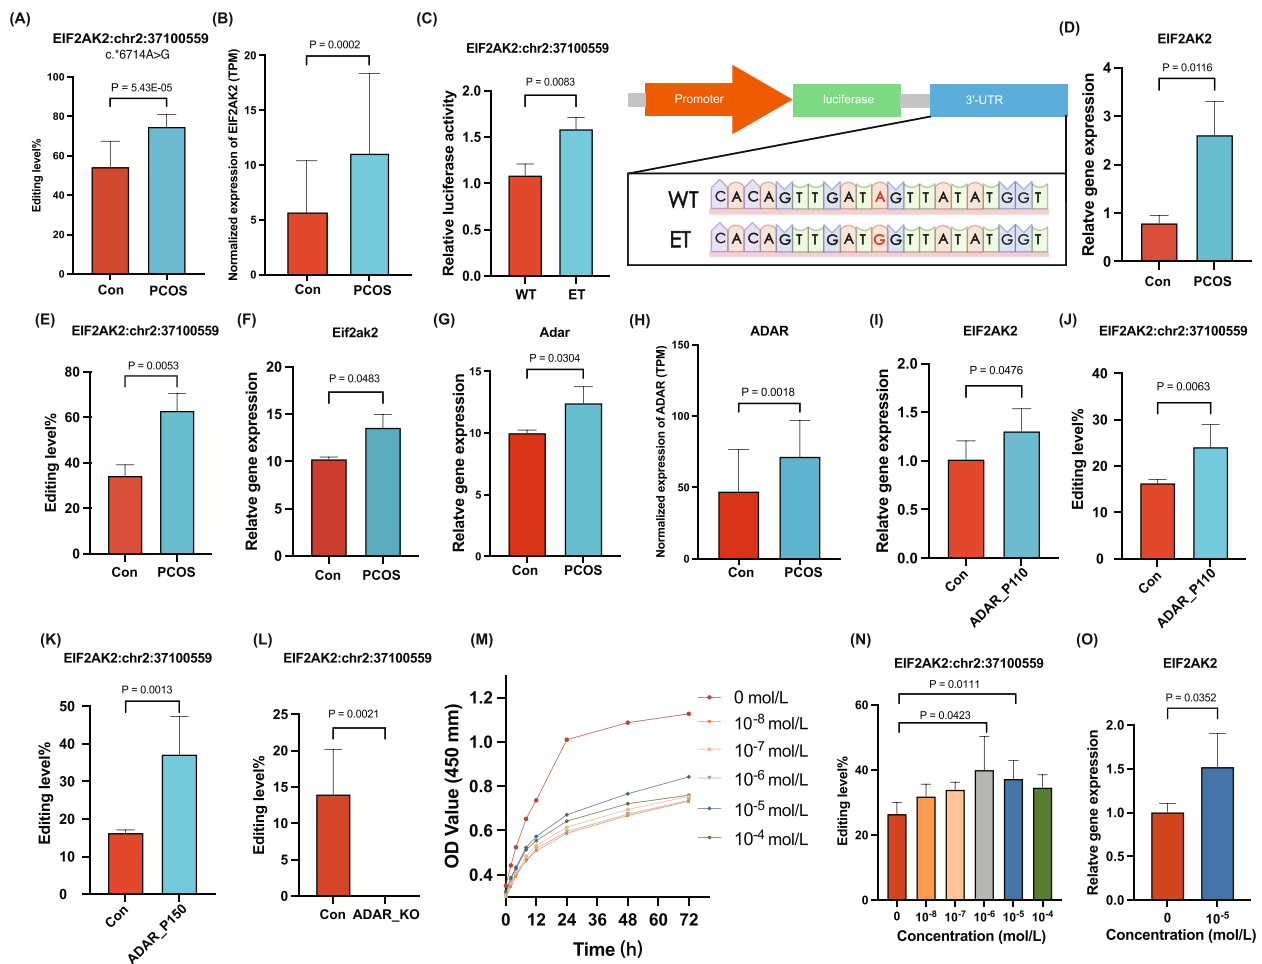 (A)
EIF2AK2:chr2:37100559
c.*6714A>G
P = 5.43E-05
Editing level%
100
80
60
40
20
0
Con
PCOS
(B)
P = 0.0002
Normalized expression of EIF2AK2 (TPM)
20
15
10
5
0
Con
PCOS
(C)
EIF2AK2:chr2:37100559
P = 0.0083
Relative luciferase activity
2.0
1.5
1.0
0.5
0.0
WT
ET
Promoter
luciferase
3'-UTR
WT CACAGTTGATAGTTATATGGT
ET CACAGTTGATGGTTATATGGT
(D)
EIF2AK2
P = 0.0116
Relatve gene expression
4
3
2
1
0
Con
PCOS
(E)
EIF2AK2:chr2:37100559
P = 0.0053
Editing level%
80
60
40
20
0
Con
PCOS
(F)
Eif2ak2
P = 0.0483
Relatve gene expression
20
15
10
5
0
Con
PCOS
(G)
Adar
P = 0.0304
Relatve gene expression
15
10
5
0
Con
PCOS
(H)
ADAR
P = 0.0018
Normalized expression of ADAR (TPM)
150
100
50
0
Con
PCOS
(I)
EIF2AK2
P = 0.0476
Relatve gene expression
2.0
1.5
1.0
0.5
0.0
Con
ADAR_P110
(J)
EIF2AK2:chr2:37100559
P = 0.0063
Editing level%
40
30
20
10
0
Con
ADAR_P110
(K)
EIF2AK2:chr2:37100559
P = 0.0013
Editing level%
50
40
30
20
10
0
Con
ADAR_P150
(L)
EIF2AK2:chr2:37100559
P = 0.0021
Editing level%
25
20
15
10
5
0
Con
ADAR_KO
(M)
OD Value (450 mm)
1.2
1.0
0.8
0.6
0.4
0 12 24 36 48 60 72
Time (h)
0 mol/L
10-8 mol/L
10-7 mol/L
10-6 mol/L
10-5 mol/L
10-4 mol/L
(N)
EIF2AK2:chr2:37100559
P = 0.0111
P = 0.0423
Editing level%
60
40
20
0
0 10-8 10-7 10-6 10-5 10-4
Concentration (mol/L)
(O)
EIF2AK2
P = 0.0352
Relatve gene expression
2.0
1.5
1.0
0.5
0.0
0 10-5
Concentration (mol/L)